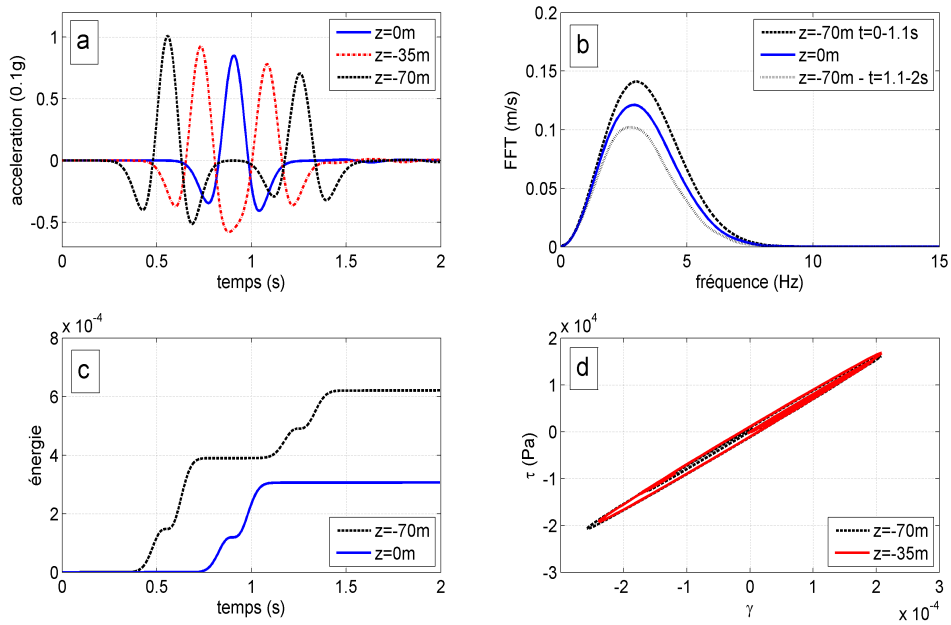 a
z=0m
z=-35m
z=-70m
1
0.5
0
-0.5
0 0.5 1 1.5 2
acceleration (0.1g)
temps (s)
b
z=-70m t=0-1.1s
z=0m
z=-70m - t=1.1-2s
0.2
0.15
0.1
0.05
0
0 5 10 15
FFT (m/s)
fréquence (Hz)
x 10-4
c
8
6
4
2
0
0 0.5 1 1.5 2
énergie
temps (s)
z=-70m
z=0m
x 10 4
d
2
1
0
-1
-2
-3
-2 -1 0 1 2 3
τ (Pa)
γ
x 10-4
z=-70m
z=-35m